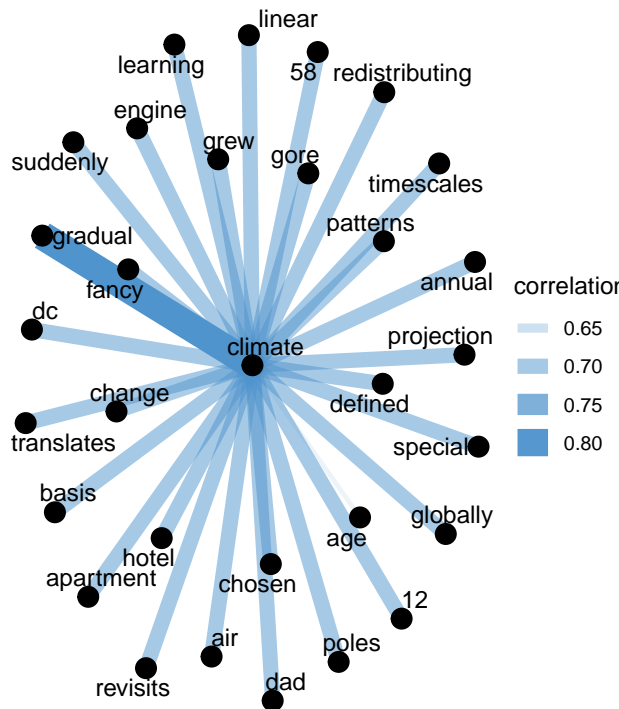 linear
learning
58
redistributing
engine
grew
gore
suddenly
timescales
patterns
gradual
fancy
annual
correlation
dc
climate
projection
0.65
0.70
0.75
0.80
change
defined
translates
special
basis
globally
age
hotel
apartment
chosen
12
air
poles
revisits
dad